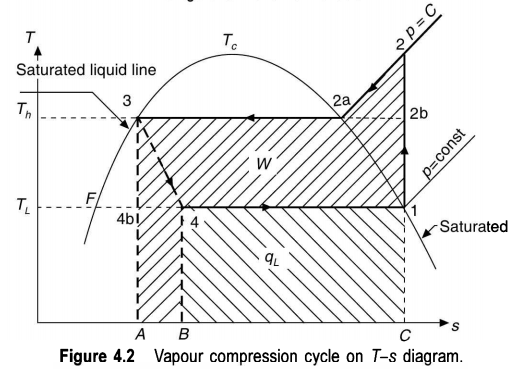 T
T_c
p = C
2
Saturated liquid line
3
2a
T_h
2b
W
p=const
F
T_L
4b
4
1
Saturated
q_L
A
B
C
s
Figure 4.2 Vapour compression cycle on T–s diagram.